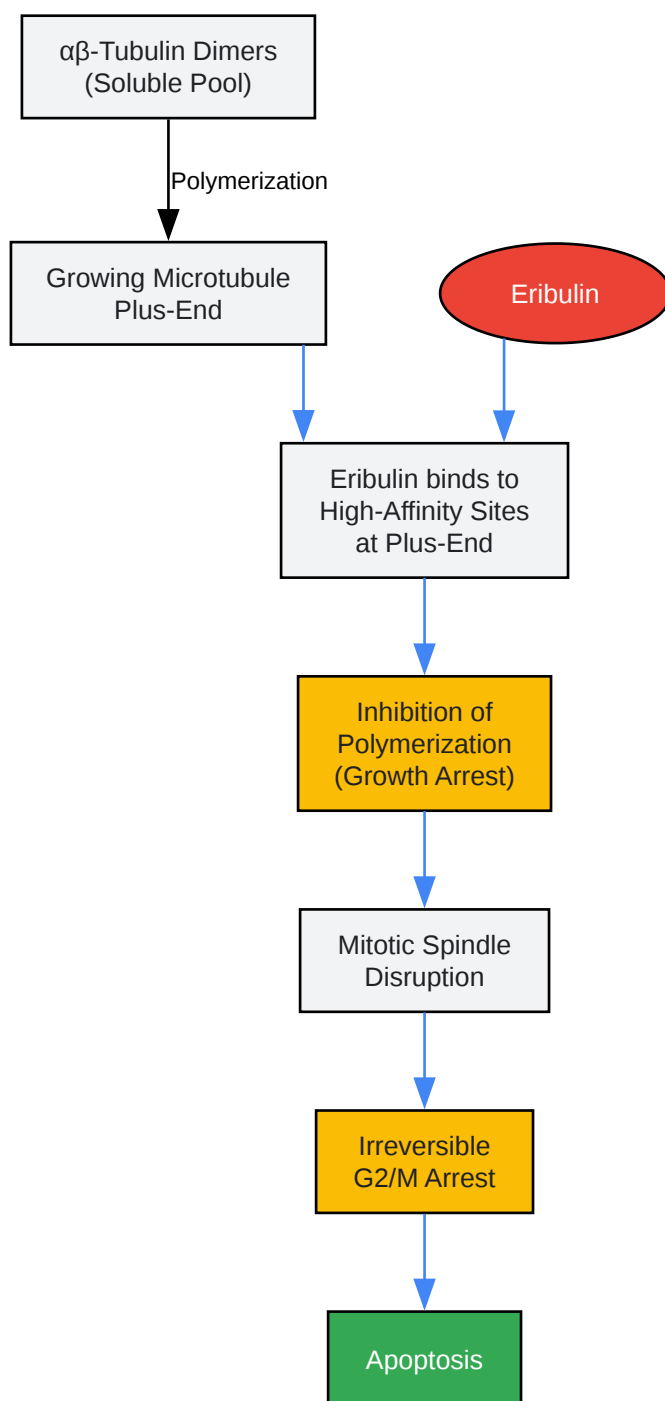 αβ-Tubulin Dimers
(Soluble Pool)
Polymerization
Growing Microtubule
Plus-End
Eribulin
Eribulin binds to
High-Affinity Sites
at Plus-End
Inhibition of
Polymerization
(Growth Arrest)
Mitotic Spindle
Disruption
Irreversible
G2/M Arrest
Apoptosis